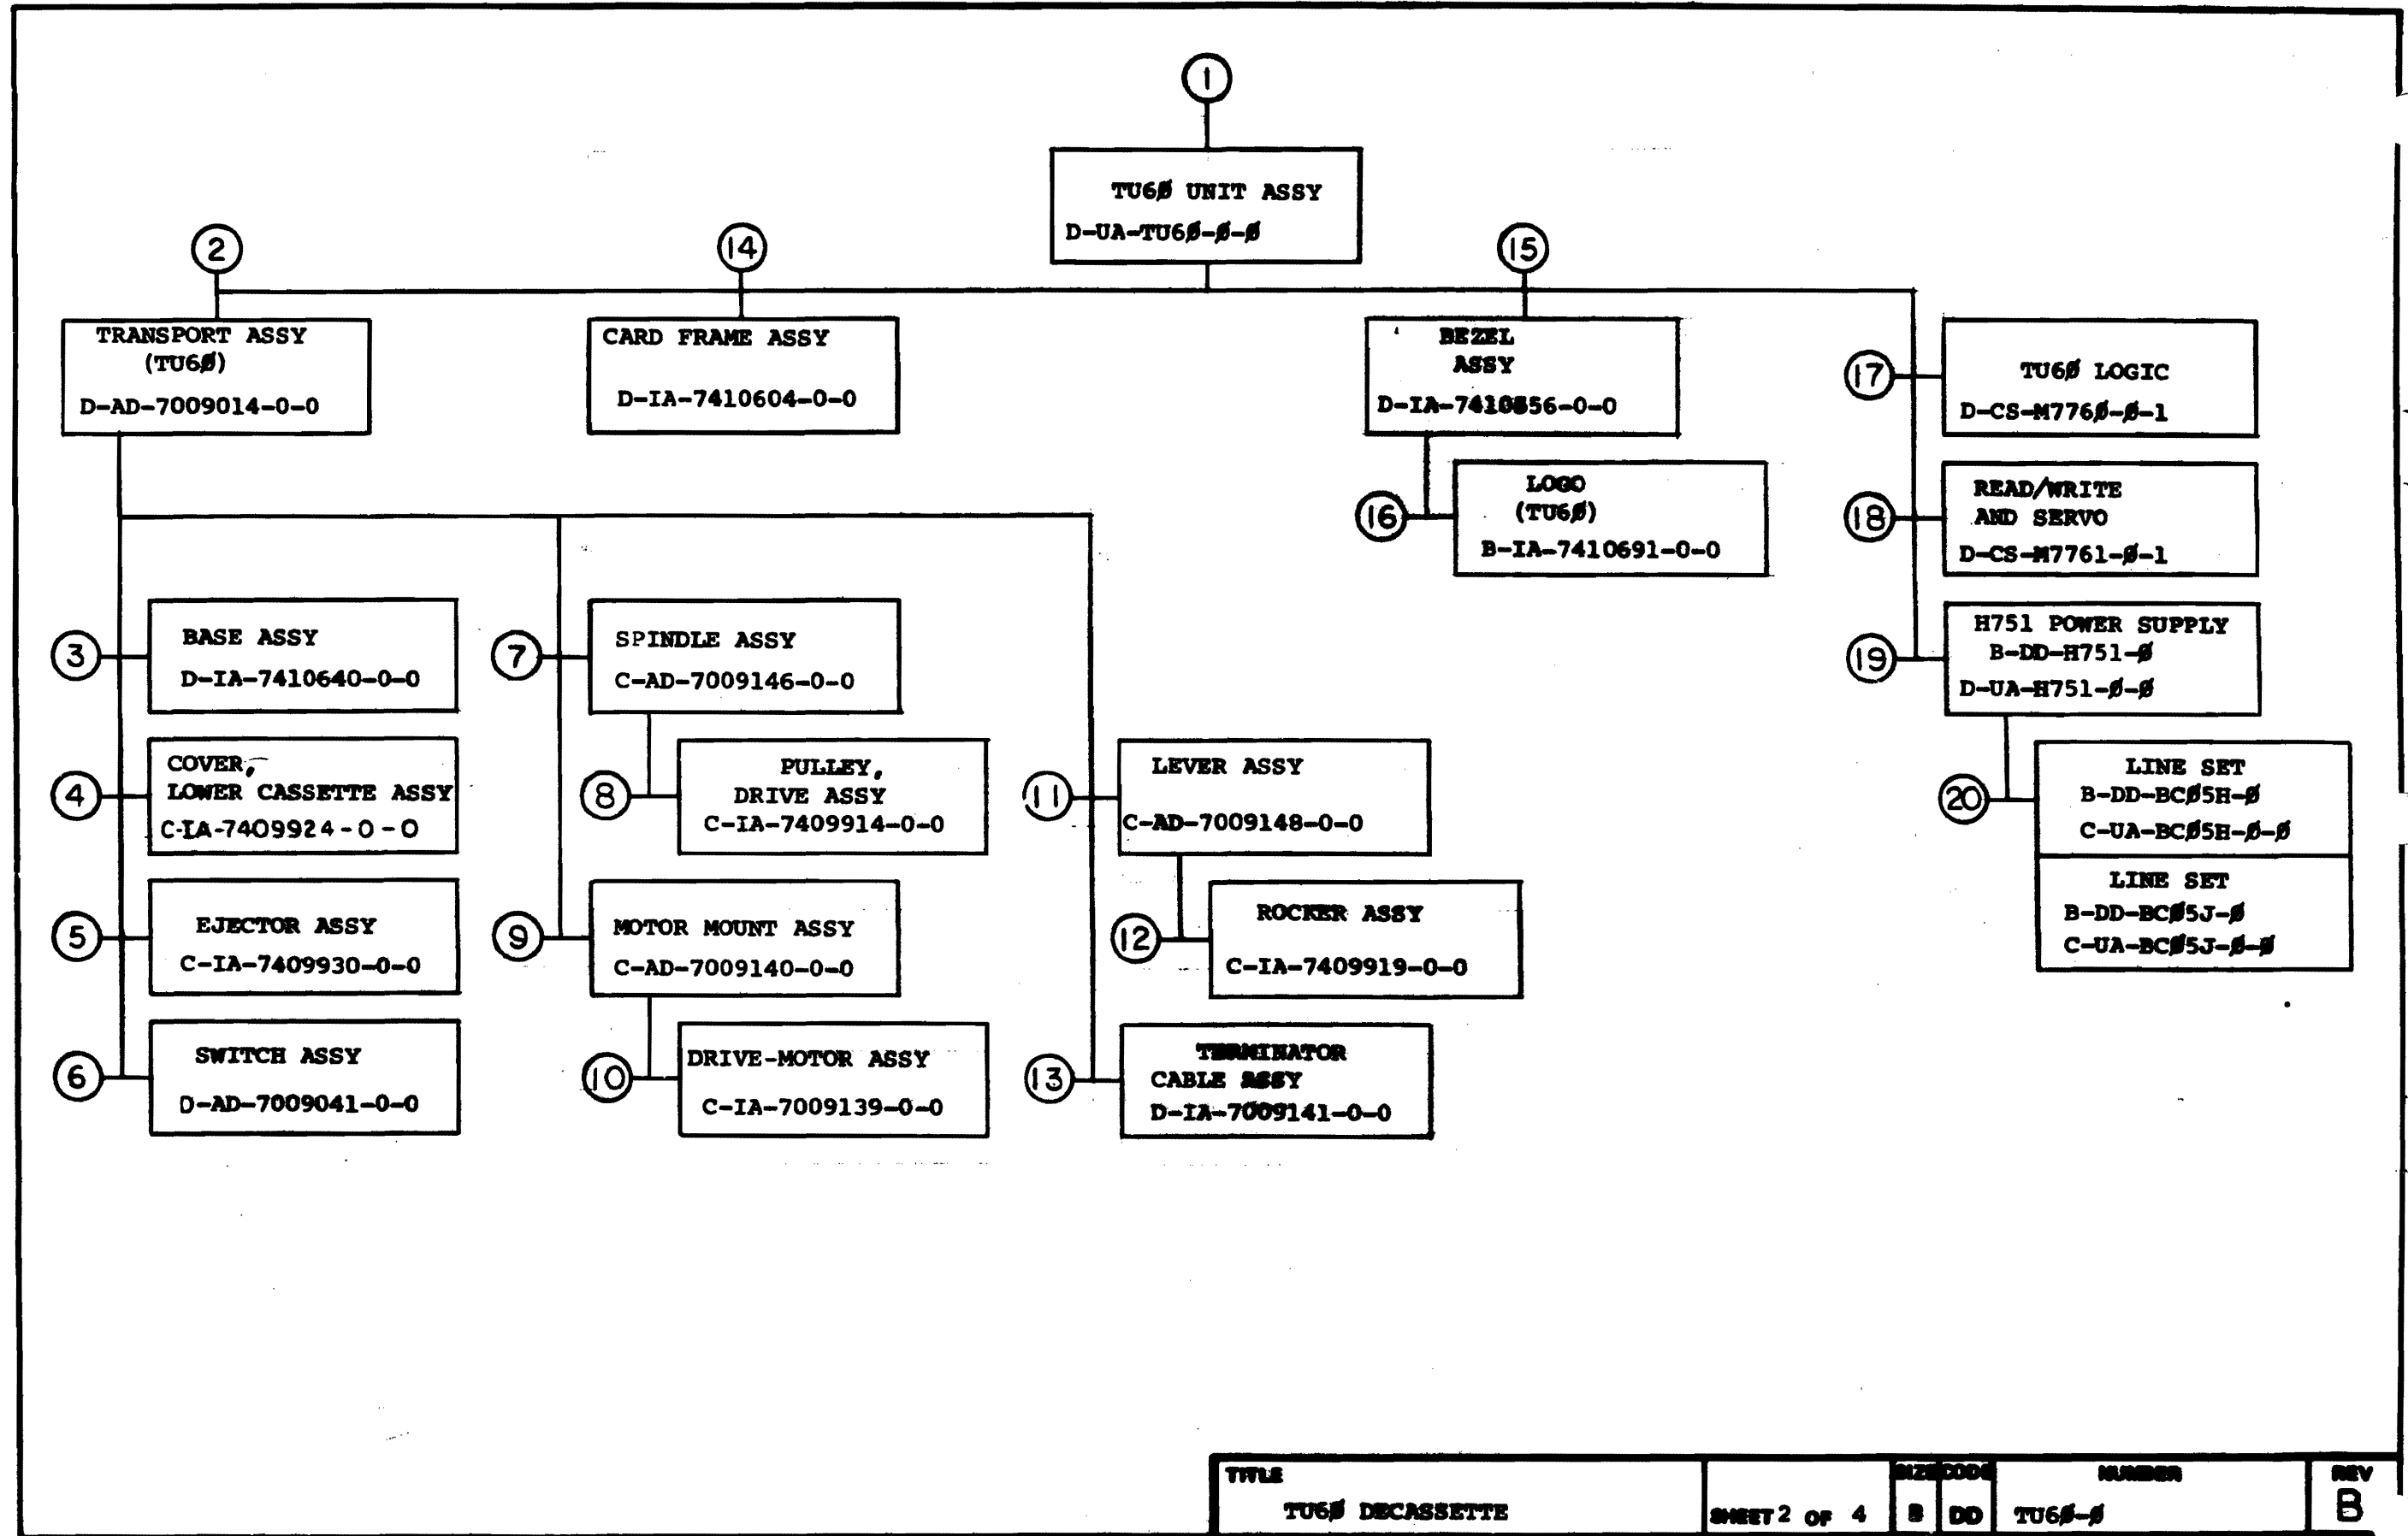 1
TU6Ø UNIT ASSY
D-UA-TU6Ø-Ø-Ø
2
14
15
TRANSPORT ASSY
(TU6Ø)
D-AD-7009014-0-0
CARD FRAME ASSY
D-IA-7410604-0-0
BEZEL
ASSY
17
TU6Ø LOGIC
D-CS-M776Ø-Ø-1
16
LOGO
(TU6Ø)
B-IA-7410691-0-0
18
READ/WRITE
AND SERVO
D-CS-M7761-Ø-1
3
BASE ASSY
D-IA-7410640-0-0
7
SPINDLE ASSY
C-AD-7009146-0-0
19
H751 POWER SUPPLY
B-DD-H751-Ø
D-UA-H751-Ø-Ø
4
COVER,
LOWER CASSETTE ASSY
C-IA-7409924-0-0
8
PULLEY,
DRIVE ASSY
C-IA-7409914-0-0
11
LEVER ASSY
C-AD-7009148-0-0
20
LINE SET
B-DD-BCØ5H-Ø
C-UA-BCØ5H-Ø-Ø
LINE SET
B-DD-BCØ5J-Ø
C-UA-BCØ5J-Ø-Ø
5
EJECTOR ASSY
C-IA-7409930-0-0
9
MOTOR MOUNT ASSY
C-AD-7009140-0-0
12
ROCKER ASSY
C-IA-7409919-0-0
6
SWITCH ASSY
D-AD-7009041-0-0
10
DRIVE-MOTOR ASSY
C-IA-7009139-0-0
13
TERMINATOR
CABLE ASSY
D-IA-7009141-0-0
TITLE
TU6Ø DECASSETTE
SHEET 2 OF 4
SIZE
B
CODE
DD
NUMBER
TU6Ø-Ø
REV
B